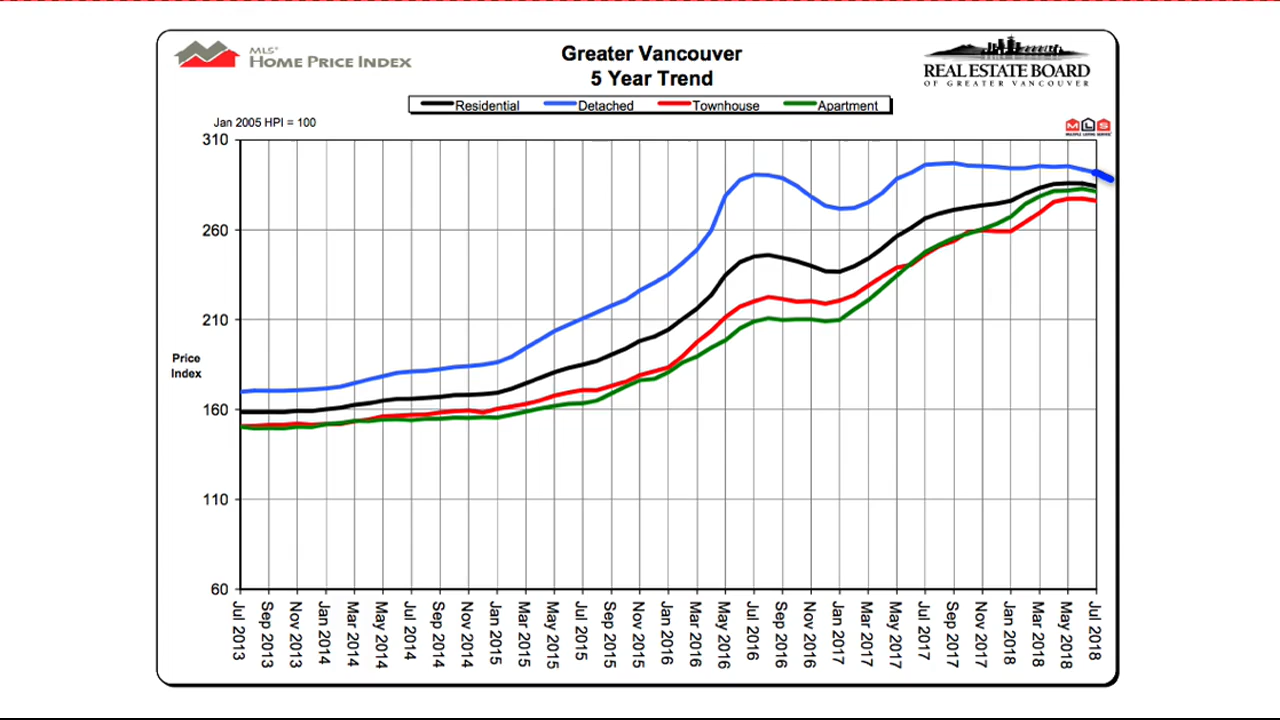 MLS® HOME PRICE INDEX
Greater Vancouver
5 Year Trend
REAL ESTATE BOARD
OF GREATER VANCOUVER
Residential Detached Townhouse Apartment
Jan 2005 HPI = 100
MLS
MULTIPLE LISTING SERVICE
310
260
210
Price
Index
160
110
60
Jul 2013
Sep 2013
Nov 2013
Jan 2014
Mar 2014
May 2014
Jul 2014
Sep 2014
Nov 2014
Jan 2015
Mar 2015
May 2015
Jul 2015
Sep 2015
Nov 2015
Jan 2016
Mar 2016
May 2016
Jul 2016
Sep 2016
Nov 2016
Jan 2017
Mar 2017
May 2017
Jul 2017
Sep 2017
Nov 2017
Jan 2018
Mar 2018
May 2018
Jul 2018